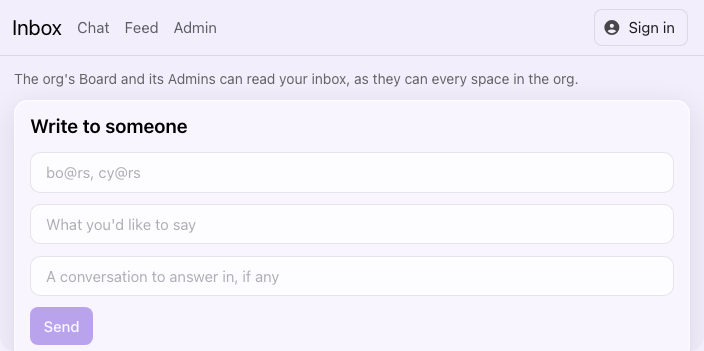 Inbox Chat Feed Admin Sign in
The org's Board and its Admins can read your inbox, as they can every space in the org.
Write to someone
bo@rs, cy@rs
What you'd like to say
A conversation to answer in, if any
Send